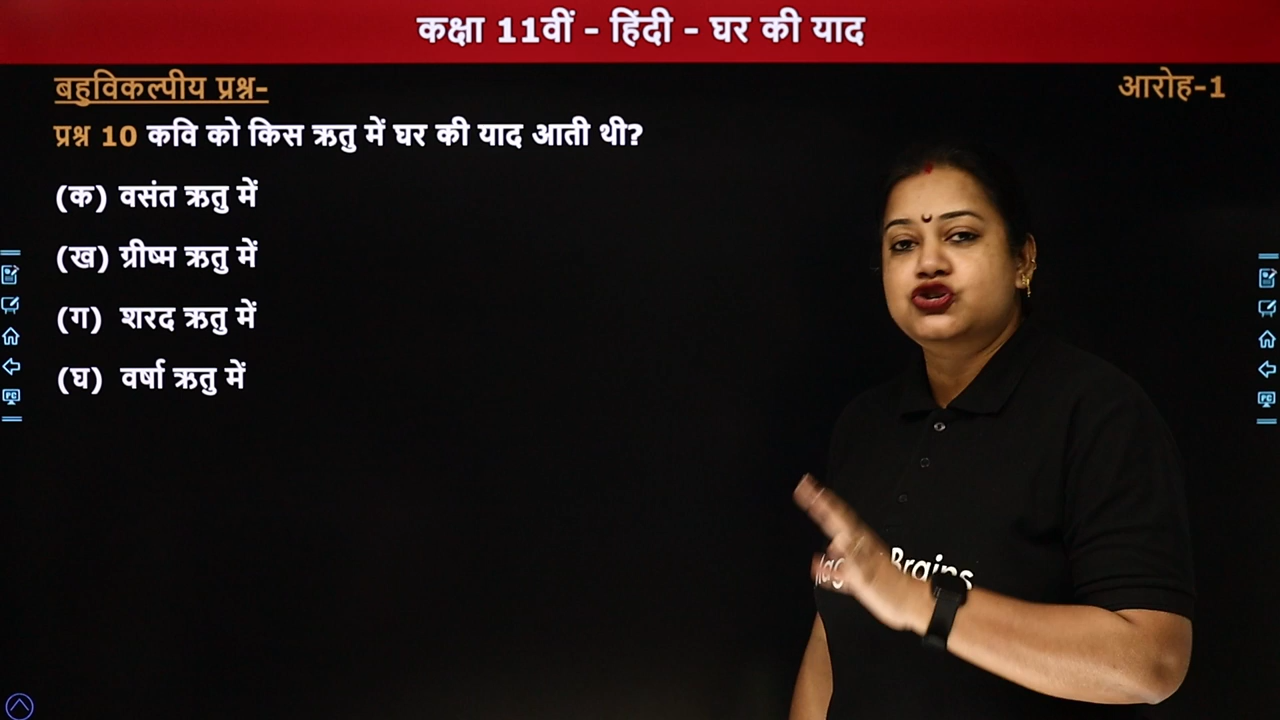 कक्षा 11वीं - हिंदी - घर की याद
बहुविकल्पीय प्रश्न-
आरोह-1
प्रश्न 10 कवि को किस ऋतु में घर की याद आती थी?
(क) वसंत ऋतु में
(ख) ग्रीष्म ऋतु में
(ग) शरद ऋतु में
(घ) वर्षा ऋतु में
Brains